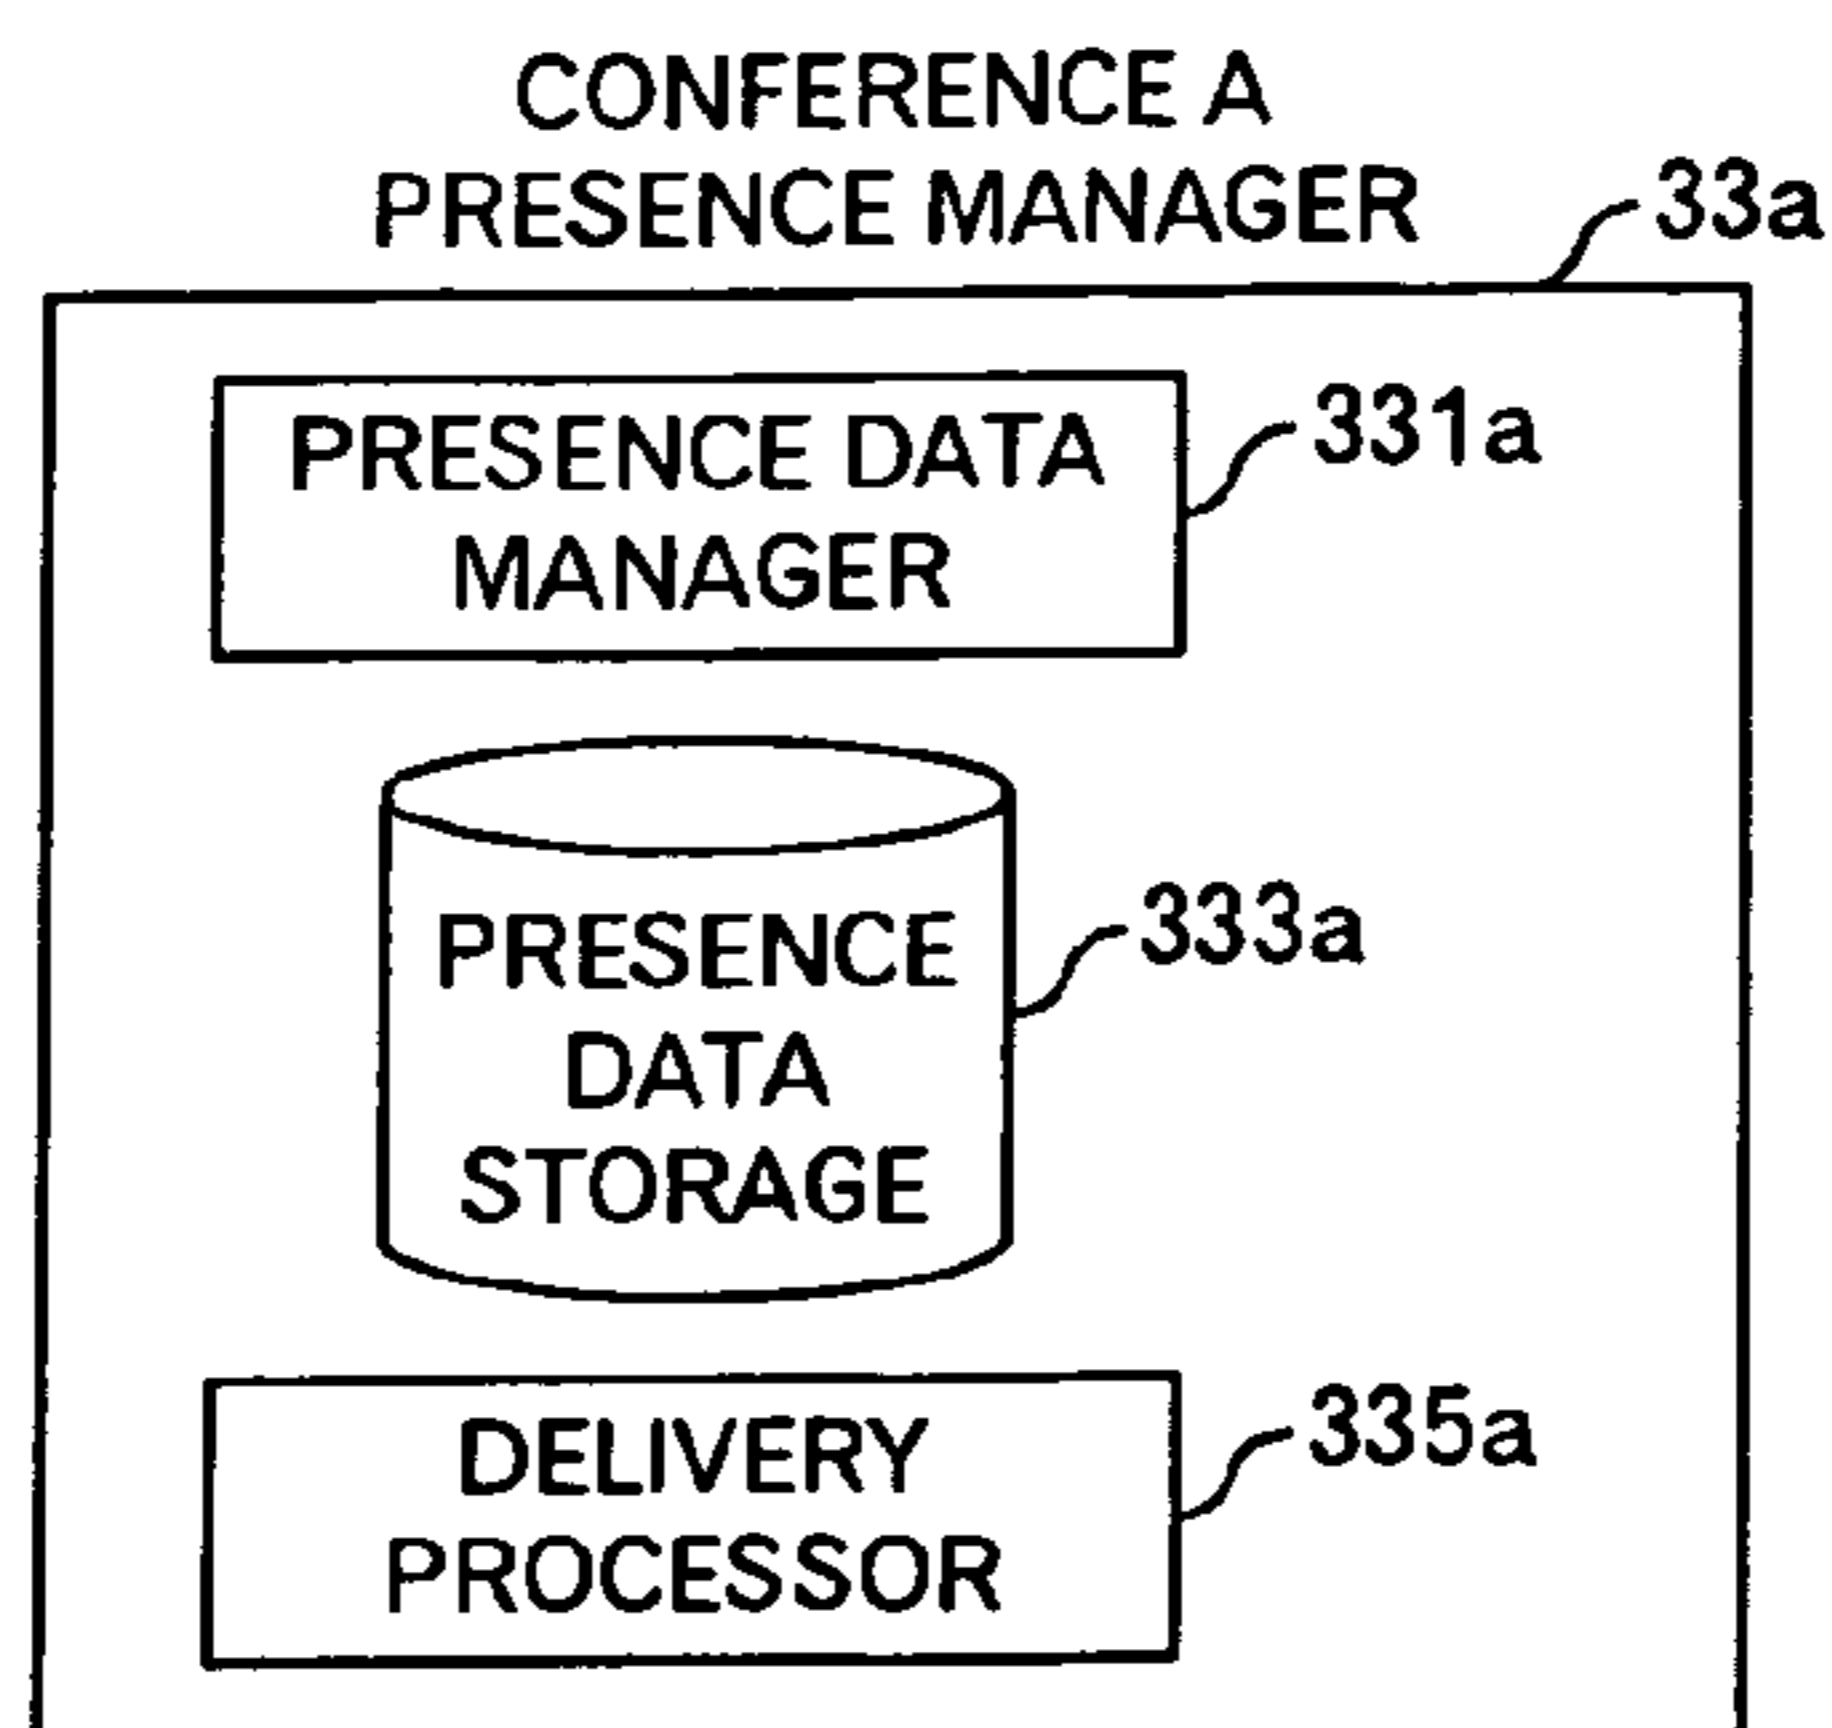 CONFERENCE A
PRESENCE MANAGER
33a
PRESENCE DATA
MANAGER
331a
PRESENCE
DATA
STORAGE
333a
DELIVERY
PROCESSOR
335a